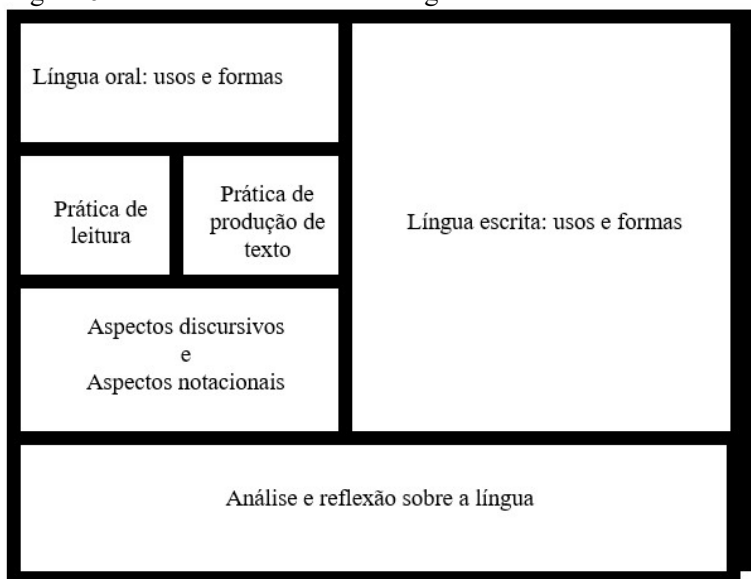 Língua oral: usos e formas
Prática de
leitura
Prática de
produção de
texto
Língua escrita: usos e formas
Aspectos discursivos
e
Aspectos notacionais
Análise e reflexão sobre a língua